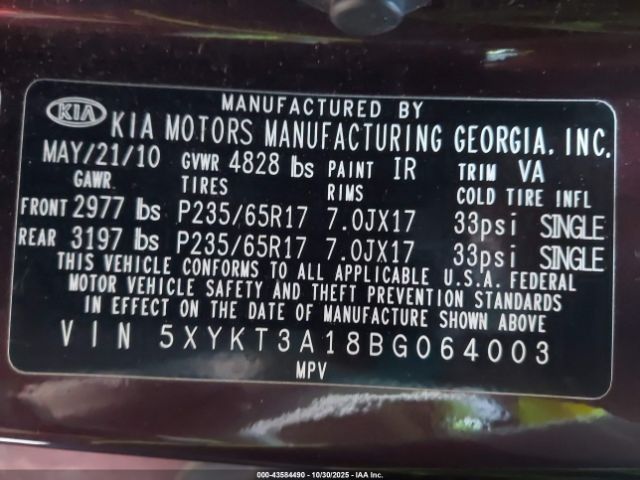 MANUFACTURED BY
KIA KIA MOTORS MANUFACTURING GEORGIA, INC.
MAY/21/10 GVWR 4828 lbs PAINT IR TRIM VA
GAWR TIRES RIMS COLD TIRE INFL
FRONT 2977 lbs P235/65R17 7.0JX17 33psi SINGLE
REAR 3197 lbs P235/65R17 7.0JX17 33psi SINGLE
THIS VEHICLE CONFORMS TO ALL APPLICABLE U.S.A. FEDERAL
MOTOR VEHICLE SAFETY AND THEFT PREVENTION STANDARDS
IN EFFECT ON THE DATE OF MANUFACTURE SHOWN ABOVE
VIN 5XYKT3A18BG064003
MPV
000-43584490 - 10/30/2025 - IAA Inc.